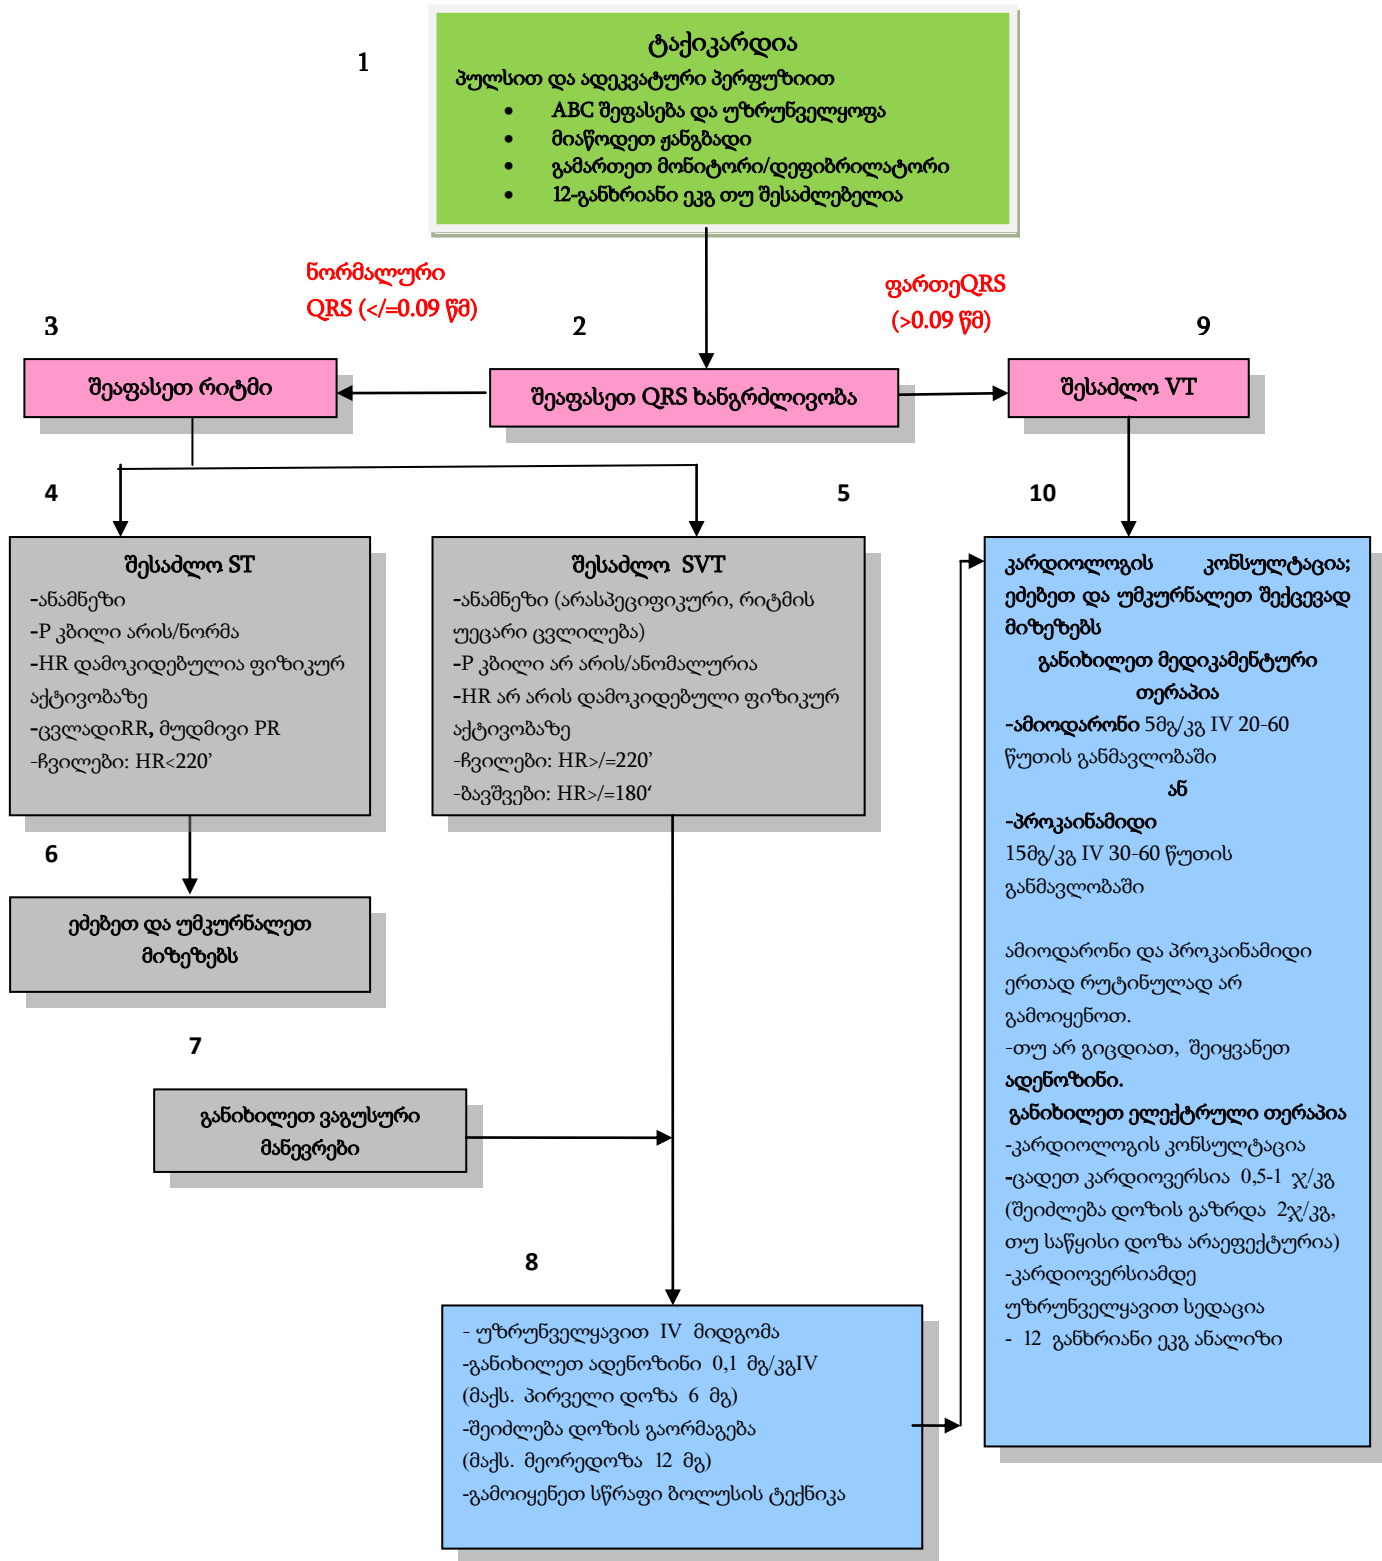 1
ტაქიკარდია
პულსით და ადეკვატური პერფუზიით
• ABC შეფასება და უზრუნველყოფა
• მიაწოდეთ ჟანგბადი
• გამართეთ მონიტორი/დეფიბრილატორი
• 12-განხრიანი ეკგ თუ შესაძლებელია
ნორმალური
QRS (</=0.09 წმ)
ფართეQRS
(>0.09 წმ)
3
2
9
შეაფასეთ რიტმი
შეაფასეთ QRS ხანგრძლივობა
შესაძლო VT
4
5
10
შესაძლო ST
-ანამნეზი
-P კბილი არის/ნორმა
-HR დამოკიდებულია ფიზიკურ
აქტივობაზე
-ცვლადიRR, მუდმივი PR
-ჩვილები: HR<220’
შესაძლო SVT
-ანამნეზი (არასპეციფიკური, რიტმის
უეცარი ცვლილება)
-P კბილი არ არის/ანომალურია
-HR არ არის დამოკიდებული ფიზიკურ
აქტივობაზე
-ჩვილები: HR>/=220’
-ბავშვები: HR>/=180‘
6
ეძებეთ და უმკურნალეთ
მიზეზებს
7
განიხილეთ ვაგუსური
მანევრები
8
- უზრუნველყავით IV მიდგომა
-განიხილეთ ადენოზინი 0,1 მგ/კგIV
(მაქს. პირველი დოზა 6 მგ)
-შეიძლება დოზის გაორმაგება
(მაქს. მეორედოზა 12 მგ)
-გამოიყენეთ სწრაფი ბოლუსის ტექნიკა
კარდიოლოგის კონსულტაცია;
ეძებეთ და უმკურნალეთ შექცევად
მიზეზებს
განიხილეთ მედიკამენტური
თერაპია
-ამიოდარონი 5მგ/კგ IV 20-60
წუთის განმავლობაში
ან
-პროკაინამიდი
15მგ/კგ IV 30-60 წუთის
განმავლობაში
ამიოდარონი და პროკაინამიდი
ერთად რუტინულად არ
გამოიყენოთ.
-თუ არ გიცდიათ, შეიყვანეთ
ადენოზინი.
განიხილეთ ელექტრული თერაპია
-კარდიოლოგის კონსულტაცია
-ცადეთ კარდიოვერსია 0,5-1 ჯ/კგ
(შეიძლება დოზის გაზრდა 2ჯ/კგ,
თუ საწყისი დოზა არაეფექტურია)
-კარდიოვერსიამდე
უზრუნველყავით სედაცია
- 12 განხრიანი ეკგ ანალიზი